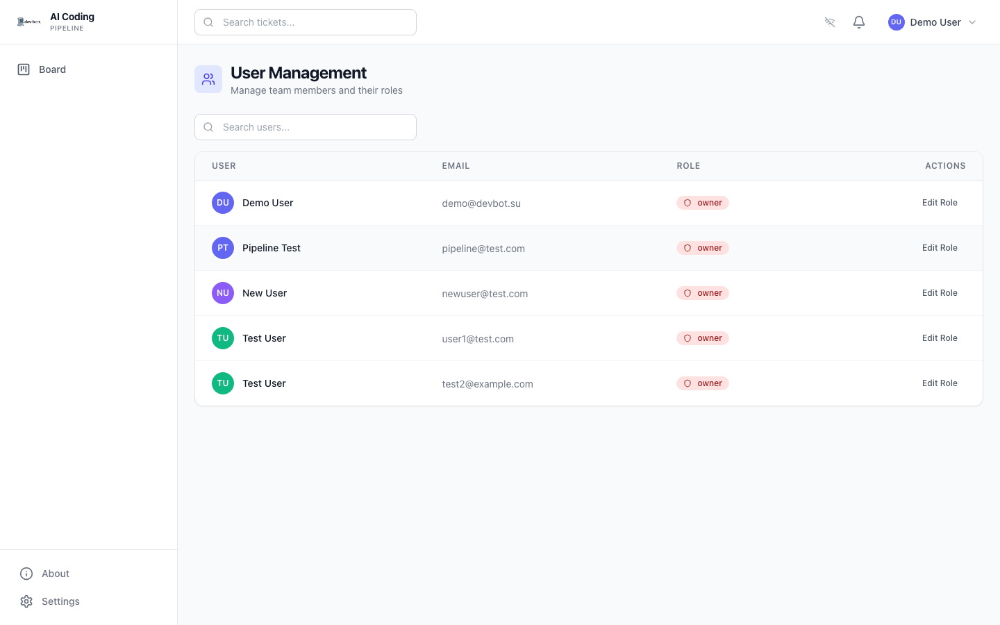 dev-bot
AI Coding
PIPELINE
Search tickets...
DU
Demo User
Board
User Management
Manage team members and their roles
Search users...
USER EMAIL ROLE ACTIONS
DU Demo User demo@devbot.su owner Edit Role
PT Pipeline Test pipeline@test.com owner Edit Role
NU New User newuser@test.com owner Edit Role
TU Test User user1@test.com owner Edit Role
TU Test User test2@example.com owner Edit Role
About
Settings